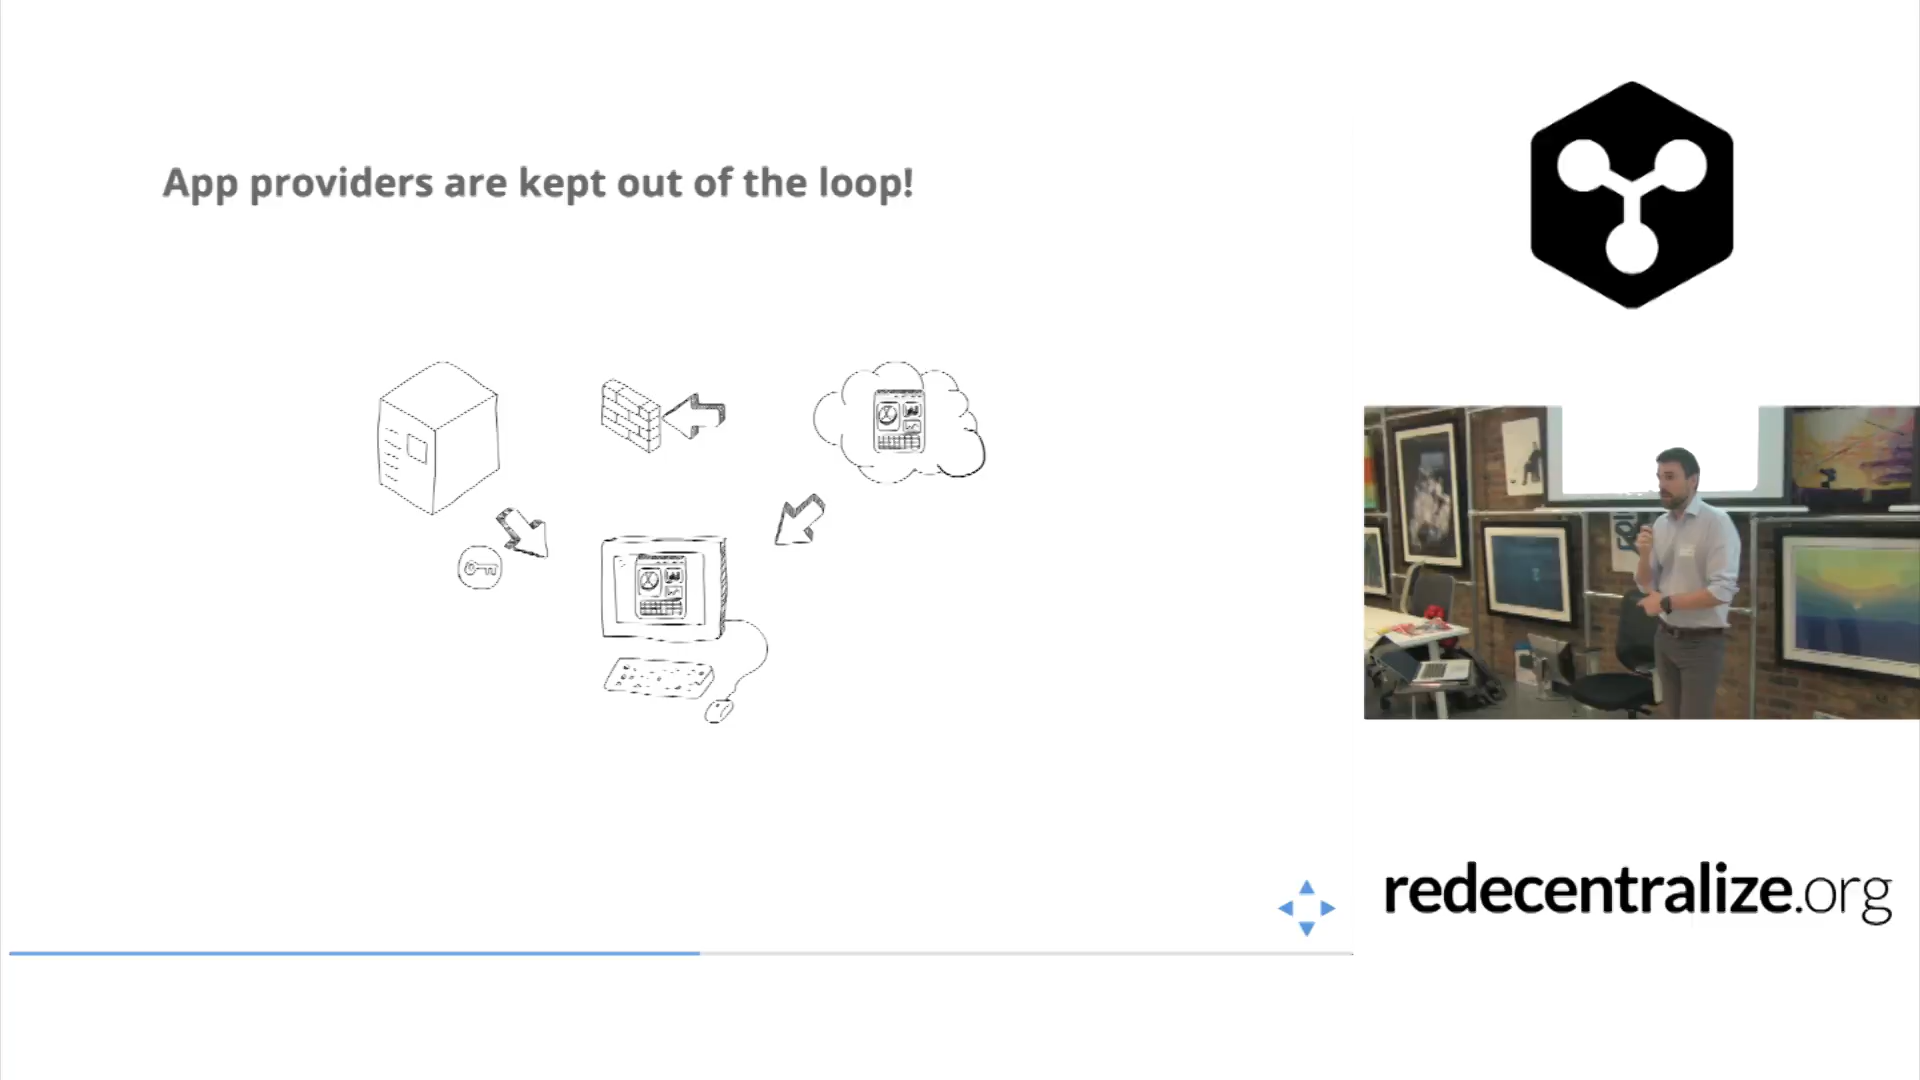 App providers are kept out of the loop!
redecentralize.org